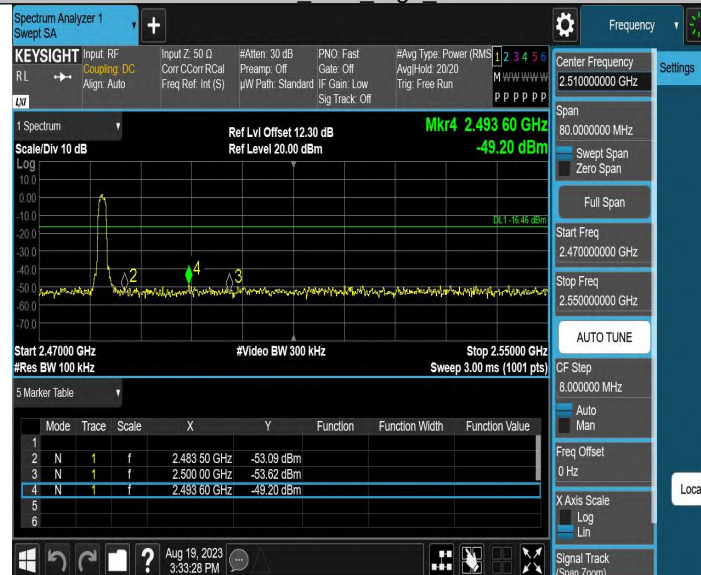 Spectrum Analyzer 1
Swept SA
+
Frequency
KEYSIGHT
RL
LXI
Input: RF
Coupling: DC
Align: Auto
Input Z: 50 Ω
Corr CCorr RCal
Freq Ref: Int (S)
#Atten: 30 dB
Preamp: Off
µW Path: Standard
PNO: Fast
Gate: Off
IF Gain: Low
Sig Track: Off
#Avg Type: Power (RMS
Avg|Hold: 20/20
Trig: Free Run
1 2 3 4 5 6
M W W W W W
P P P P P P
1 Spectrum
Scale/Div 10 dB
Ref Lvl Offset 12.30 dB
Ref Level 20.00 dBm
Mkr4 2.493 60 GHz
-49.20 dBm
Log
10.0
0.00
-10.0
-20.0
-30.0
-40.0
-50.0
-60.0
-70.0
DL1 -16.46 dBm
2
4
3
Start 2.47000 GHz
#Res BW 100 kHz
#Video BW 300 kHz
Stop 2.55000 GHz
Sweep 3.00 ms (1001 pts)
5 Marker Table
Mode Trace Scale X Y Function Function Width Function Value
1
2 N 1 f 2.483 50 GHz -53.09 dBm
3 N 1 f 2.500 00 GHz -53.62 dBm
4 N 1 f 2.493 60 GHz -49.20 dBm
5
6
?
Aug 19, 2023
3:33:28 PM
Center Frequency
2.510000000 GHz
Settings
Span
80.0000000 MHz
Swept Span
Zero Span
Full Span
Start Freq
2.470000000 GHz
Stop Freq
2.550000000 GHz
AUTO TUNE
CF Step
8.000000 MHz
Auto
Man
Freq Offset
0 Hz
X Axis Scale
Log
Lin
Signal Track
(Span Zoom)
Loca